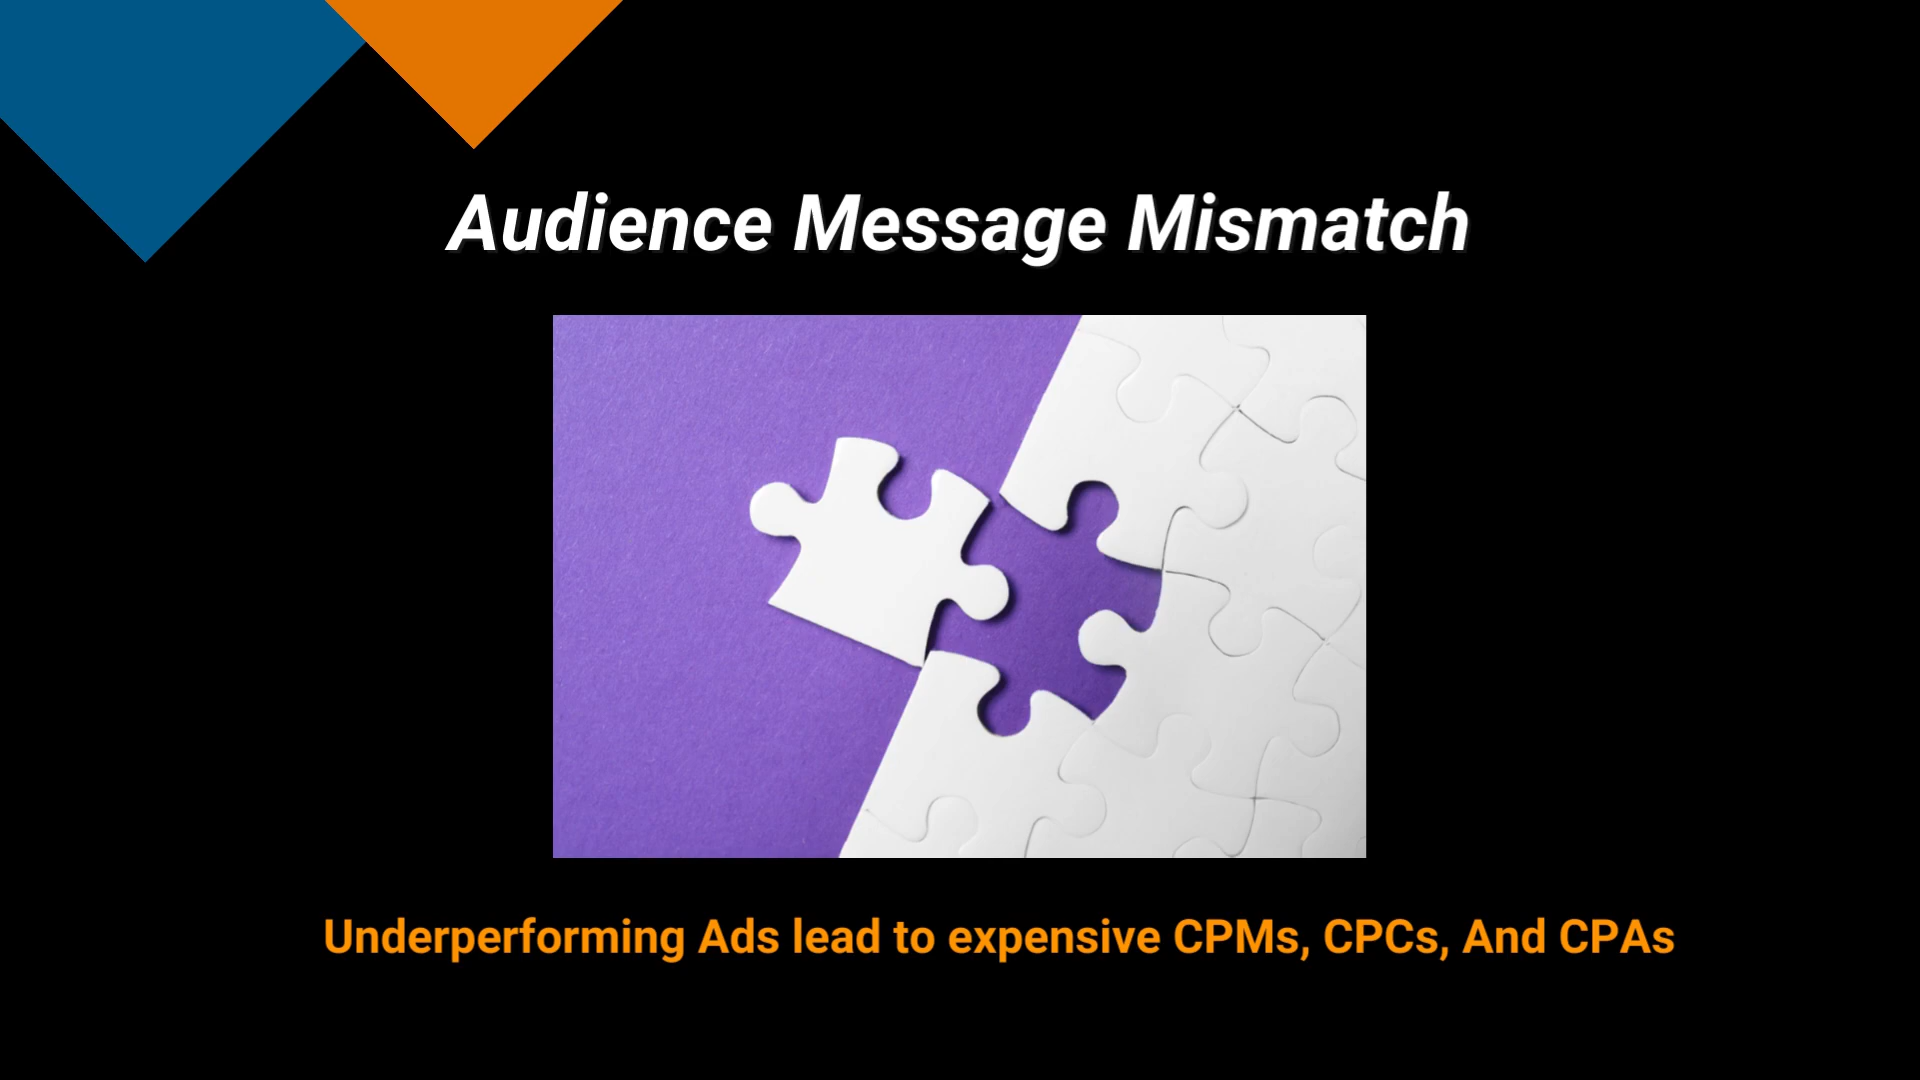 Audience Message Mismatch
Underperforming Ads lead to expensive CPMs, CPCs, And CPAs